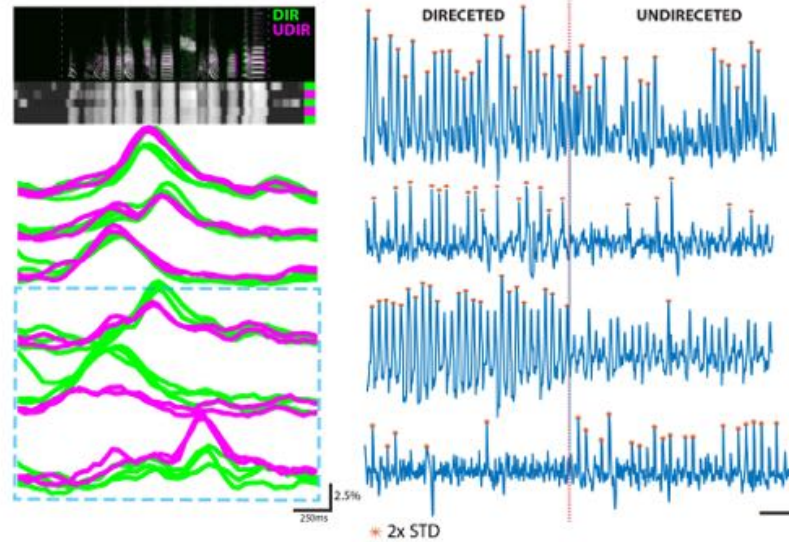 DIR
UDIR
DIRECETED
UNDIRECETED
2.5%
250ms
* 2x STD